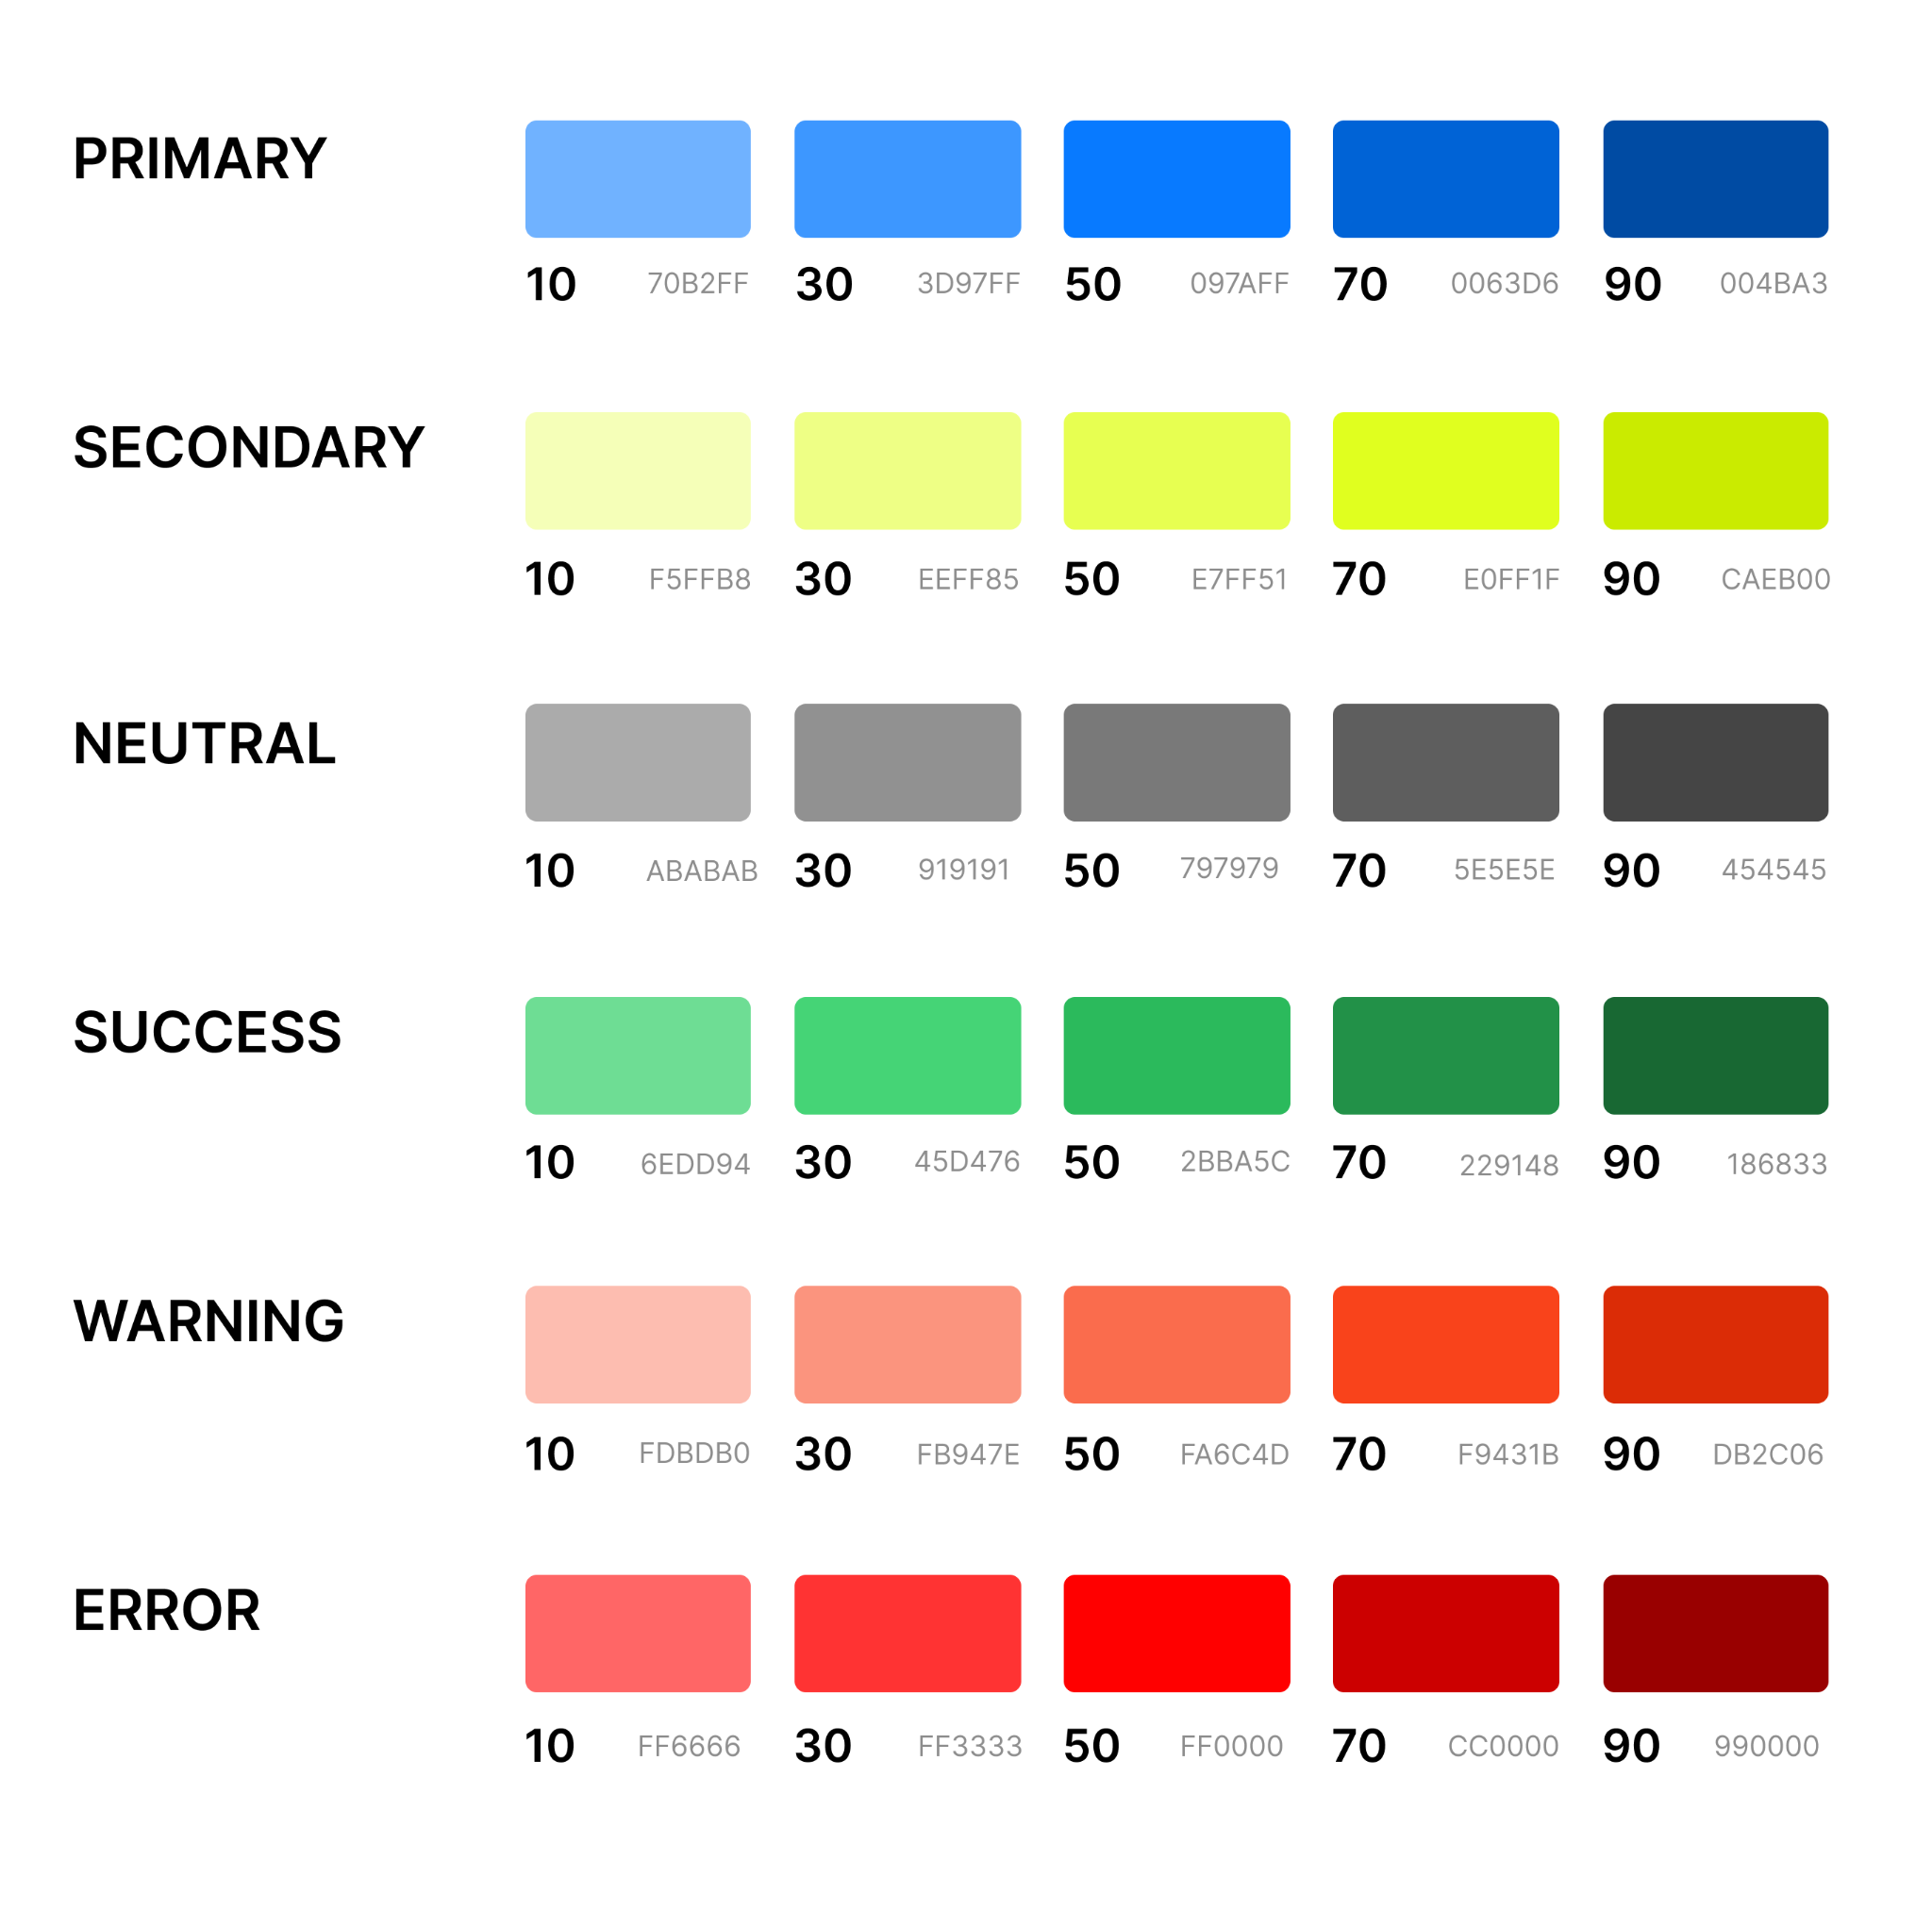 PRIMARY
10 70B2FF 30 3D97FF 50 097AFF 70 0063D6 90 004BA3
SECONDARY
10 F5FFB8 30 EEFF85 50 E7FF51 70 E0FF1F 90 CAEB00
NEUTRAL
10 ABABAB 30 919191 50 797979 70 5E5E5E 90 454545
SUCCESS
10 6EDD94 30 45D476 50 2BBA5C 70 229148 90 186833
WARNING
10 FDBDB0 30 FB947E 50 FA6C4D 70 F9431B 90 DB2C06
ERROR
10 FF6666 30 FF3333 50 FF0000 70 CC0000 90 990000